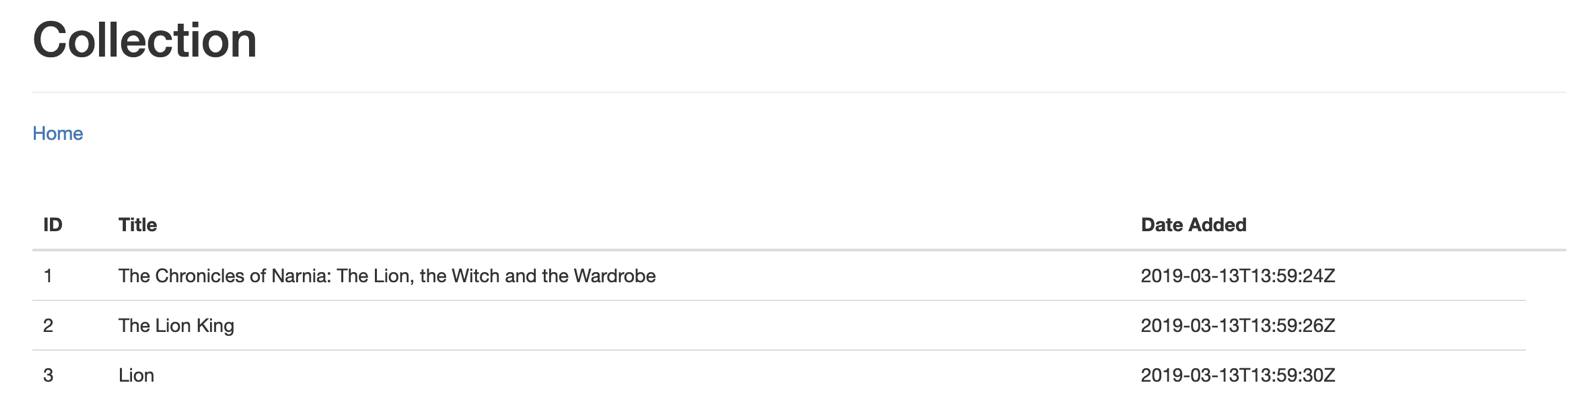 Collection
Home
ID Title Date Added
1 The Chronicles of Narnia: The Lion, the Witch and the Wardrobe 2019-03-13T13:59:24Z
2 The Lion King 2019-03-13T13:59:26Z
3 Lion 2019-03-13T13:59:30Z